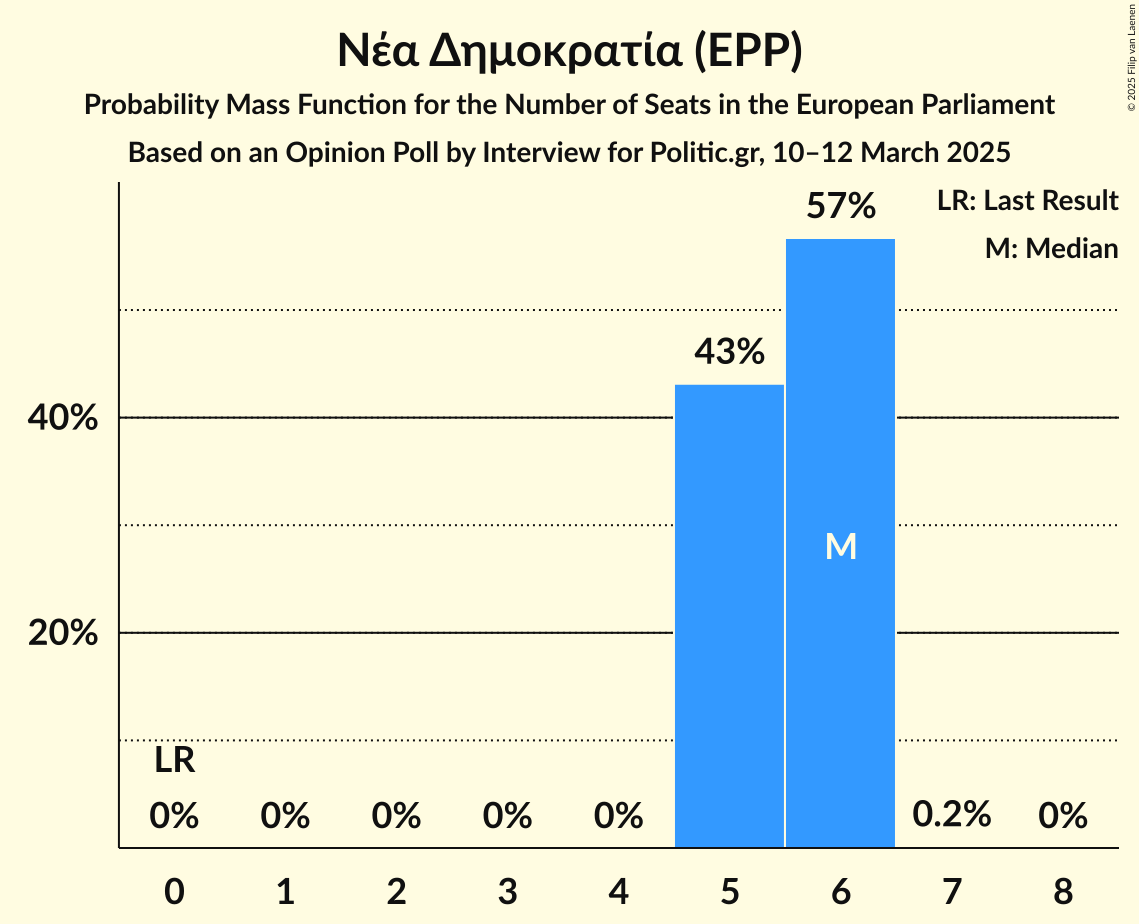 Νέα Δημοκρατία (EPP)
Probability Mass Function for the Number of Seats in the European Parliament
Based on an Opinion Poll by Interview for Politic.gr, 10–12 March 2025
© 2025 Filip van Laenen
LR: Last Result
M: Median
57%
43%
40%
M
20%
LR
0% 0% 0% 0% 0% 0.2% 0%
0 1 2 3 4 5 6 7 8